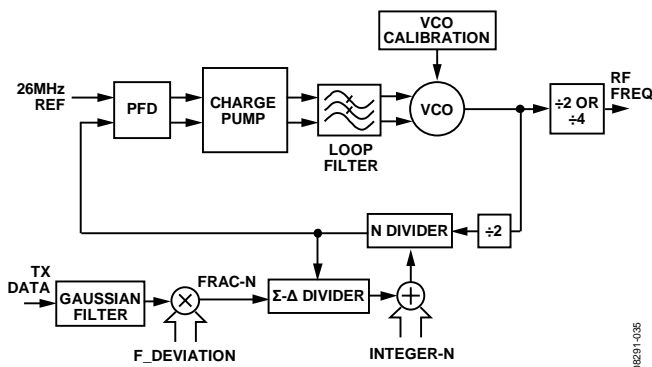 VCO
CALIBRATION
26MHz
REF
PFD
CHARGE
PUMP
LOOP
FILTER
VCO
÷2 OR
÷4
RF
FREQ
N DIVIDER
÷2
TX
DATA
GAUSSIAN
FILTER
×
FRAC-N
Σ-Δ DIVIDER
+
F_DEVIATION
INTEGER-N
08291-035